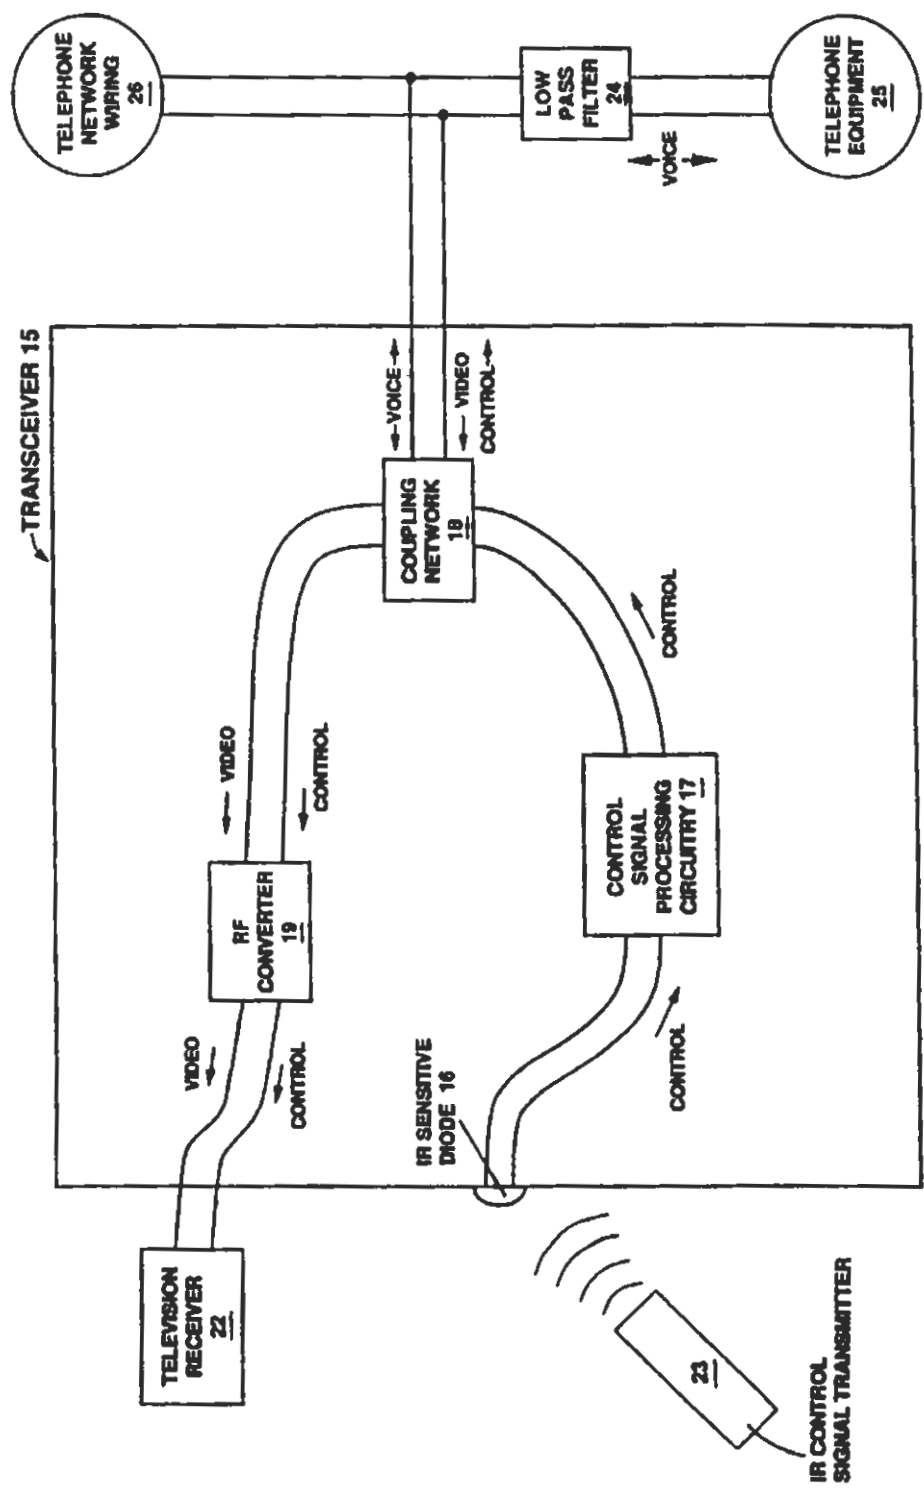 TRANSCEIVER 15
TELEPHONE
NETWORK
WIRING
26
LOW
PASS
FILTER
24
VOICE
TELEPHONE
EQUIPMENT
25
VOICE
VIDEO
CONTROL
COUPLING
NETWORK
18
VIDEO
CONTROL
RF
CONVERTER
19
VIDEO
CONTROL
TELEVISION
RECEIVER
22
CONTROL
CONTROL
SIGNAL
PROCESSING
CIRCUITRY 17
CONTROL
IR SENSITIVE
DIODE 16
23
IR CONTROL
SIGNAL TRANSMITTER